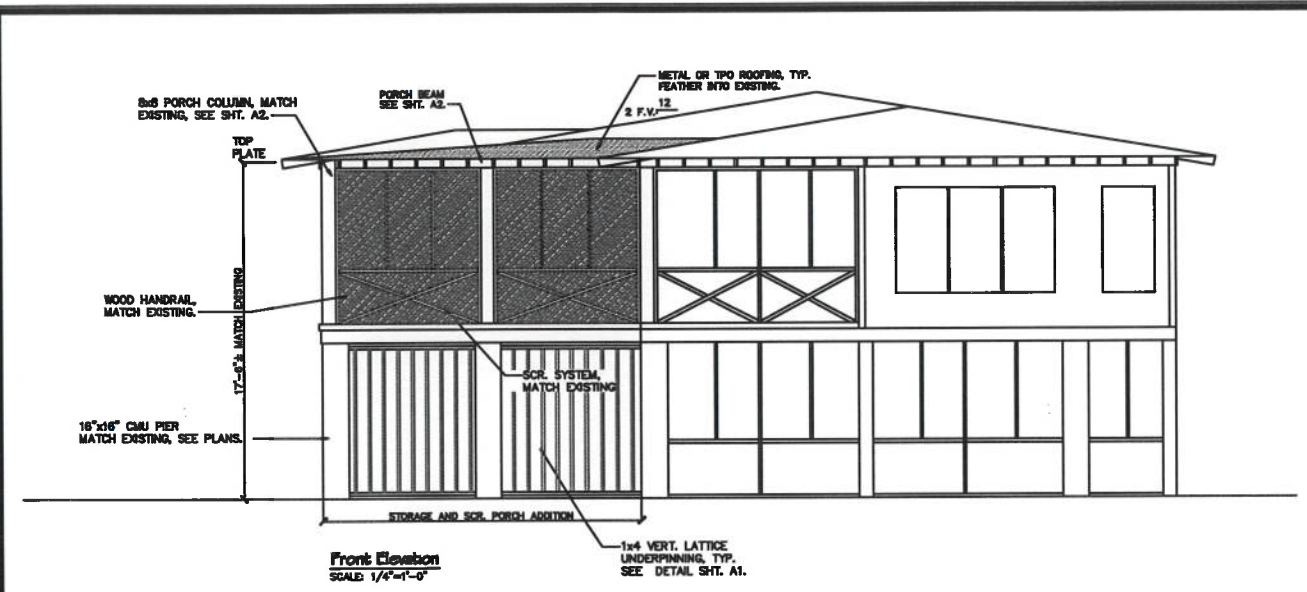 METAL OR TPO ROOFING, TYP.
FEATHER INTO EXISTING.
8x8 PORCH COLUMN, MATCH
EXISTING, SEE SHT. A2.
PORCH BEAM
SEE SHT. A2.
12
2 F.V.
TOP
PLATE
WOOD HANDRAIL,
MATCH EXISTING.
17'-6"± MATCH EXISTING
SCR. SYSTEM,
MATCH EXISTING
16"x16" CMU PIER
MATCH EXISTING, SEE PLANS.
STORAGE AND SCR. PORCH ADDITION
1x4 VERT. LATTICE
UNDERPINNING, TYP.
SEE DETAIL SHT. A1.
Front Elevation
SCALE: 1/4"=1'-0"